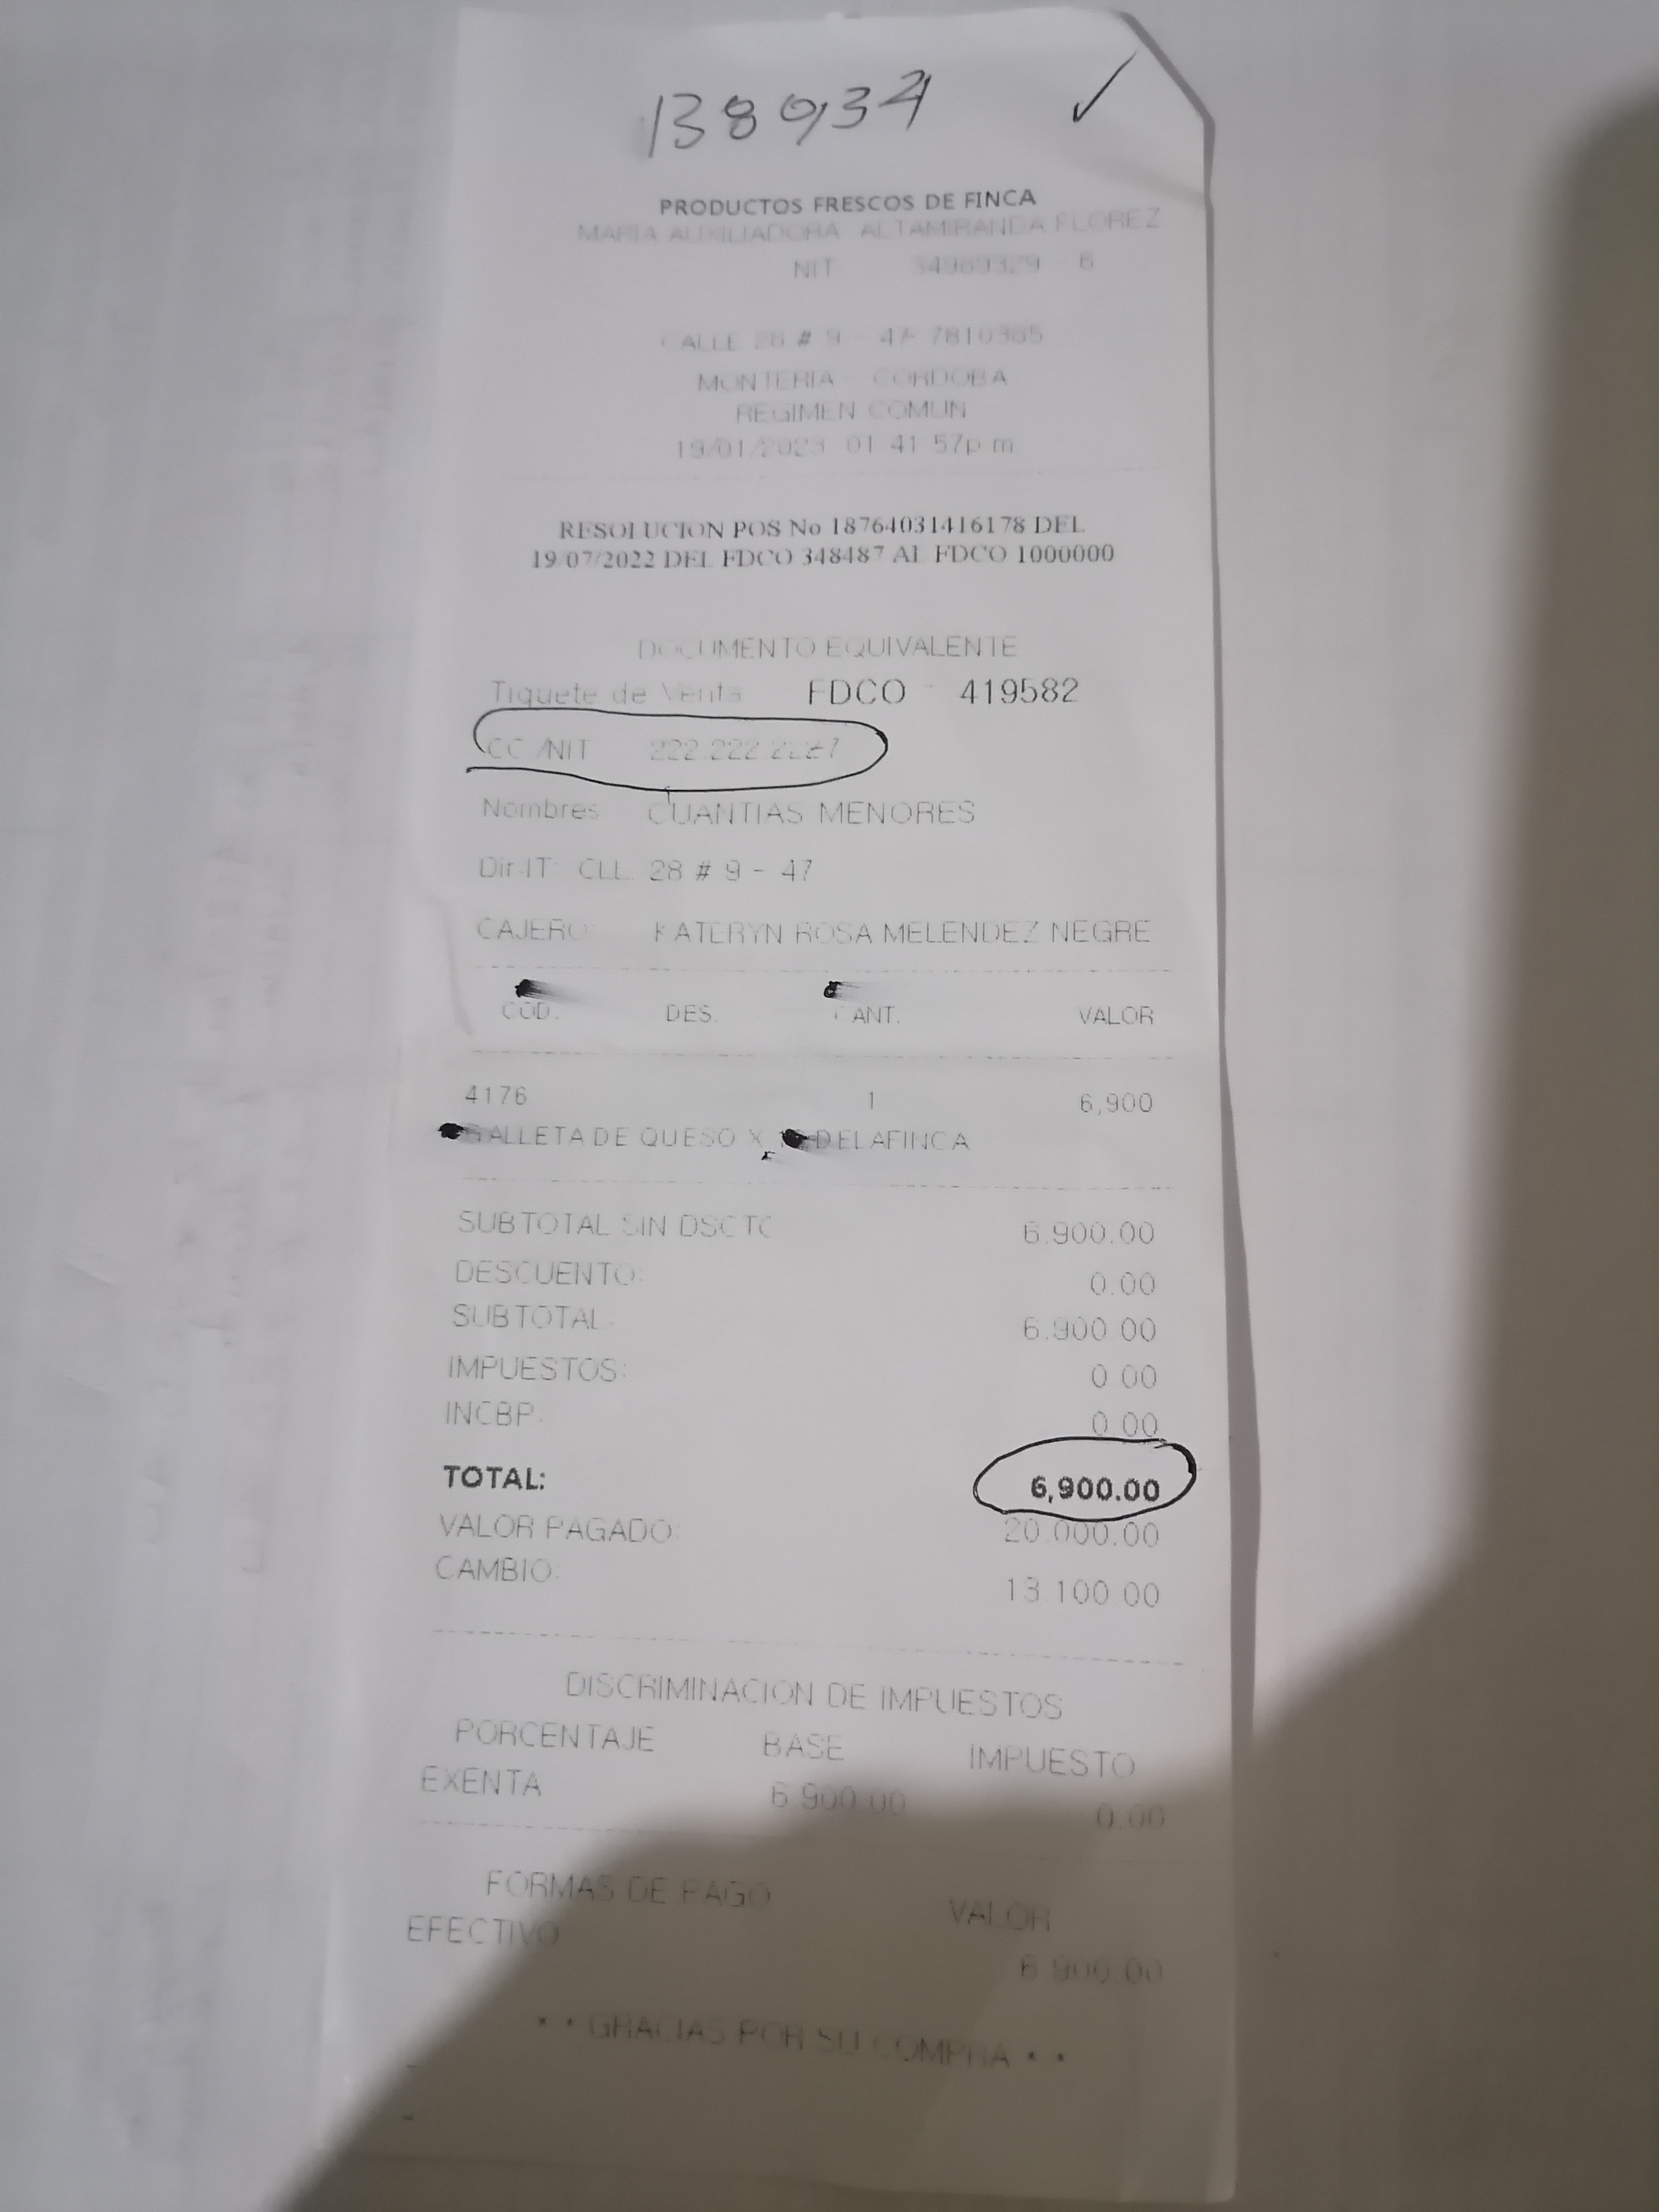 PRODUCTOS FRESCOS DE FINCA
MARIA AUXILIADORA ALTAMIRANDA FLOREZ
NIT 34969329 - 6
CALLE 28 # 9 - 47- 7810385
MONTERIA - CORDOBA
REGIMEN COMUN
19/01/2023 01 41 57p m
RESOLUCION POS No 18764031416178 DEL
19/07/2022 DEL FDCO 348487 AL FDCO 1000000
DOCUMENTO EQUIVALENTE
Tiquete de Venta FDCO - 419582
CC /NIT 222 222
Nombres CUANTIAS MENORES
Dir-IT: CLL. 28 # 9 - 47
CAJERO: KATERYN ROSA MELENDEZ NEGRE
COD. DES. CANT. VALOR
4176 1 6,900
GALLETA DE QUESO X DELAFINCA
SUBTOTAL SIN DSCTO 6.900.00
DESCUENTO: 0.00
SUBTOTAL: 6.900 00
IMPUESTOS: 0 00
INCBP: 0.00
TOTAL: 6,900.00
VALOR PAGADO: 20 000.00
CAMBIO: 13 100 00
DISCRIMINACION DE IMPUESTOS
PORCENTAJE BASE IMPUESTO
EXENTA 6 900 00 0.00
FORMAS DE PAGO VALOR
EFECTIVO 6 900.00
* * GRACIAS POR SU COMPRA * *